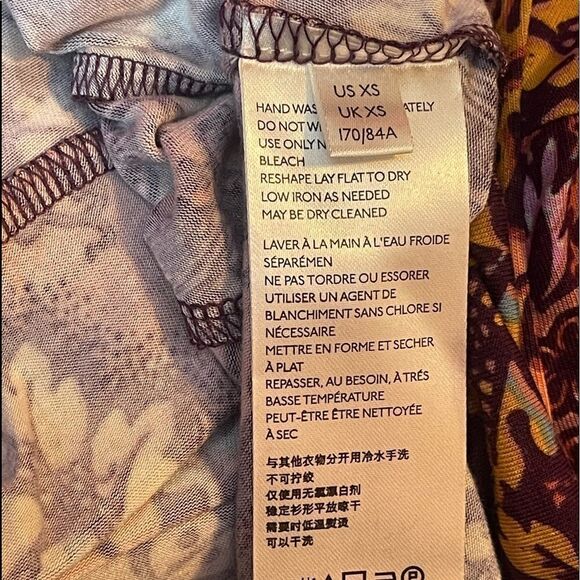 US XS
UK XS
170/84A
HAND WAS ATELY
DO NOT W
USE ONLY N
BLEACH
RESHAPE LAY FLAT TO DRY
LOW IRON AS NEEDED
MAY BE DRY CLEANED
LAVER À LA MAIN À L'EAU FROIDE
SÉPARÉMEN
NE PAS TORDRE OU ESSORER
UTILISER UN AGENT DE
BLANCHIMENT SANS CHLORE SI
NÉCESSAIRE
METTRE EN FORME ET SECHER
À PLAT
REPASSER, AU BESOIN, À TRÉS
BASSE TEMPÉRATURE
PEUT-ÊTRE ÊTRE NETTOYÉE
À SEC
与其他衣物分开用冷水手洗
不可拧绞
仅使用无氯漂白剂
稳定衫形平放晾干
需要时低温熨烫
可以干洗